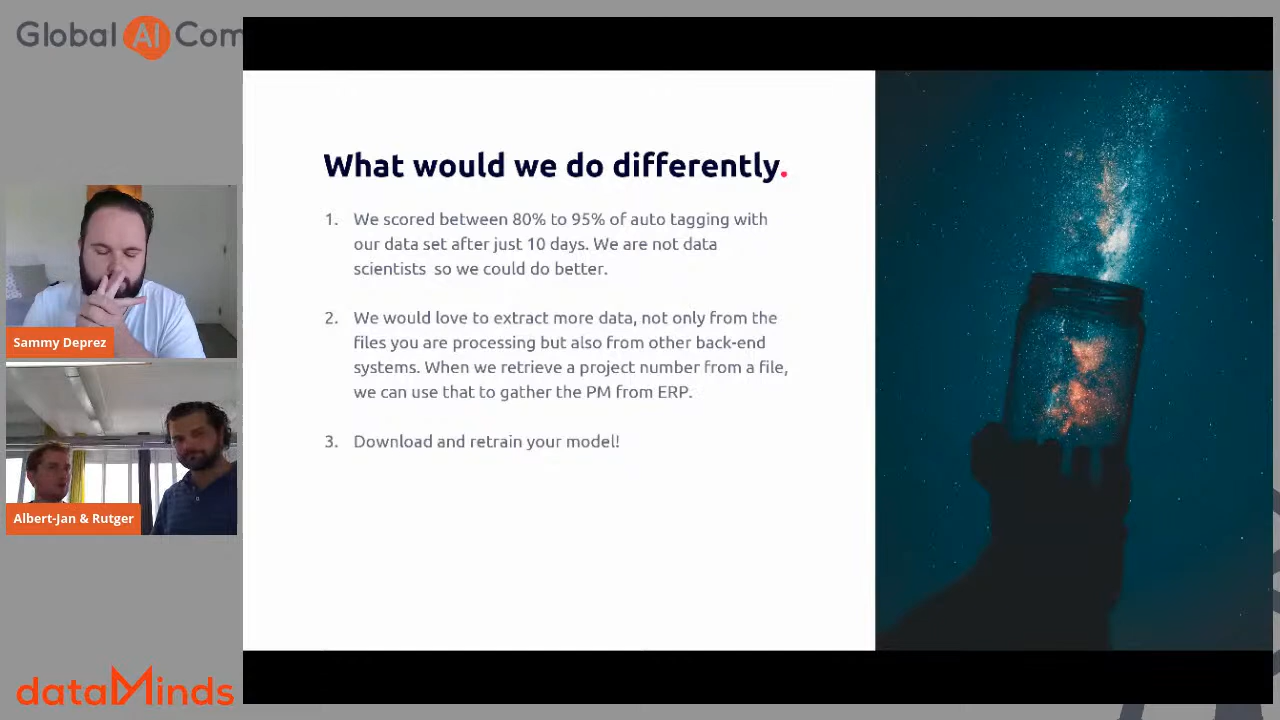 Global AI Com
What would we do differently.
1. We scored between 80% to 95% of auto tagging with
our data set after just 10 days. We are not data
scientists so we could do better.
2. We would love to extract more data, not only from the
files you are processing but also from other back-end
systems. When we retrieve a project number from a file,
we can use that to gather the PM from ERP.
3. Download and retrain your model!
Sammy Deprez
Albert-Jan & Rutger
dataMinds